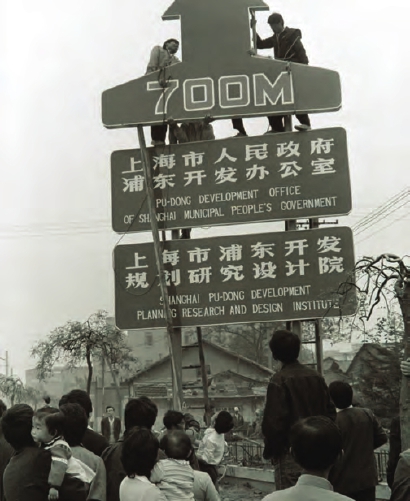 700M
上海市人民政府
浦东开发办公室
PU-DONG DEVELOPMENT OFFICE
OF SHANGHAI MUNICIPAL PEOPLE'S GOVERNMENT
上海市浦东开发
规划研究设计院
SHANGHAI PU-DONG DEVELOPMENT
PLANNING RESEARCH AND DESIGN INSTITUTE